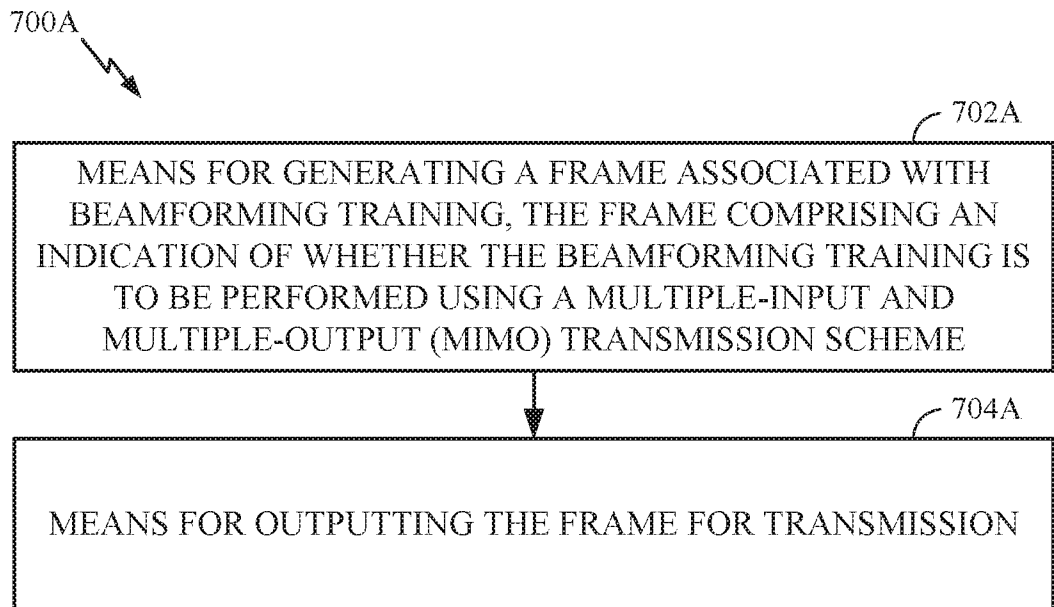 700A
702A
MEANS FOR GENERATING A FRAME ASSOCIATED WITH
BEAMFORMING TRAINING, THE FRAME COMPRISING AN
INDICATION OF WHETHER THE BEAMFORMING TRAINING IS
TO BE PERFORMED USING A MULTIPLE-INPUT AND
MULTIPLE-OUTPUT (MIMO) TRANSMISSION SCHEME
704A
MEANS FOR OUTPUTTING THE FRAME FOR TRANSMISSION